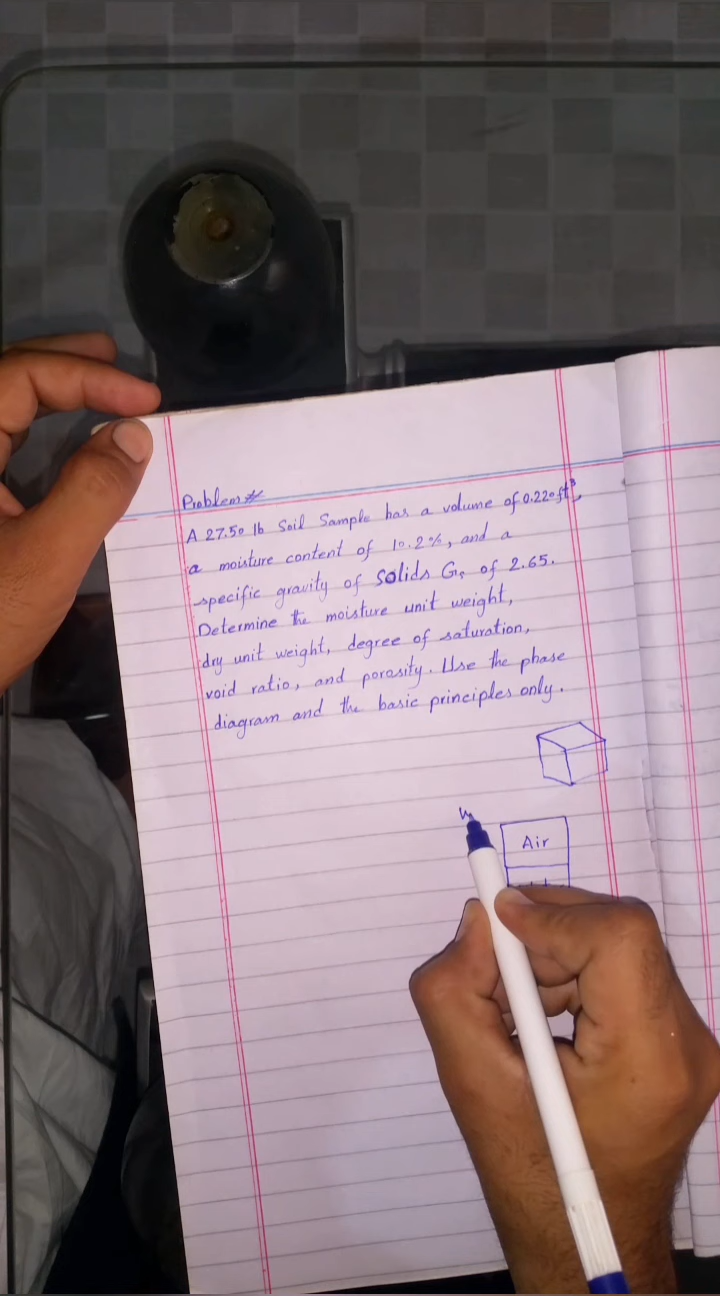 Problem #
A 27.50 lb Soil Sample has a volume of 0.220 ft³,
a moisture content of 10.2%, and a
specific gravity of solids Gs of 2.65.
Determine the moisture unit weight,
dry unit weight, degree of saturation,
void ratio, and porosity. Use the phase
diagram and the basic principles only.
Air